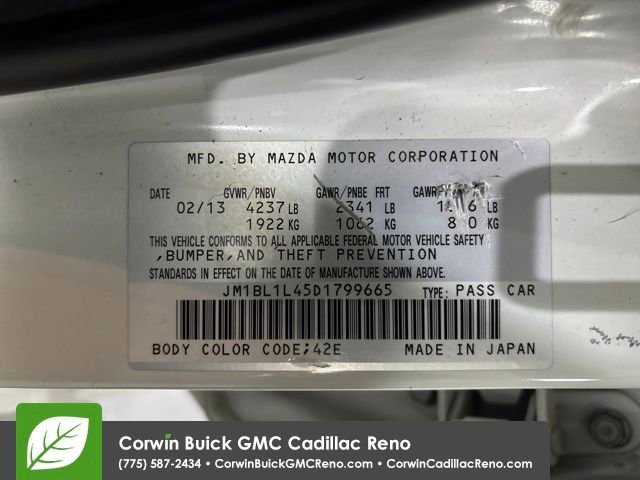 MFD. BY MAZDA MOTOR CORPORATION
DATE GVWR/PNBV GAWR/PNBE FRT
02/13 4237 LB 2341 LB LB
1922 KG 1062 KG KG
THIS VEHICLE CONFORMS TO ALL APPLICABLE FEDERAL MOTOR VEHICLE SAFETY
,BUMPER,AND THEFT PREVENTION
STANDARDS IN EFFECT ON THE DATE OF MANUFACTURE SHOWN ABOVE.
JM1BL1L45D1799665 TYPE: PASS CAR
BODY COLOR CODE;42E MADE IN JAPAN
Corwin Buick GMC Cadillac Reno
(775) 587-2434 • CorwinBuickGMCReno.com • CorwinCadillacReno.com